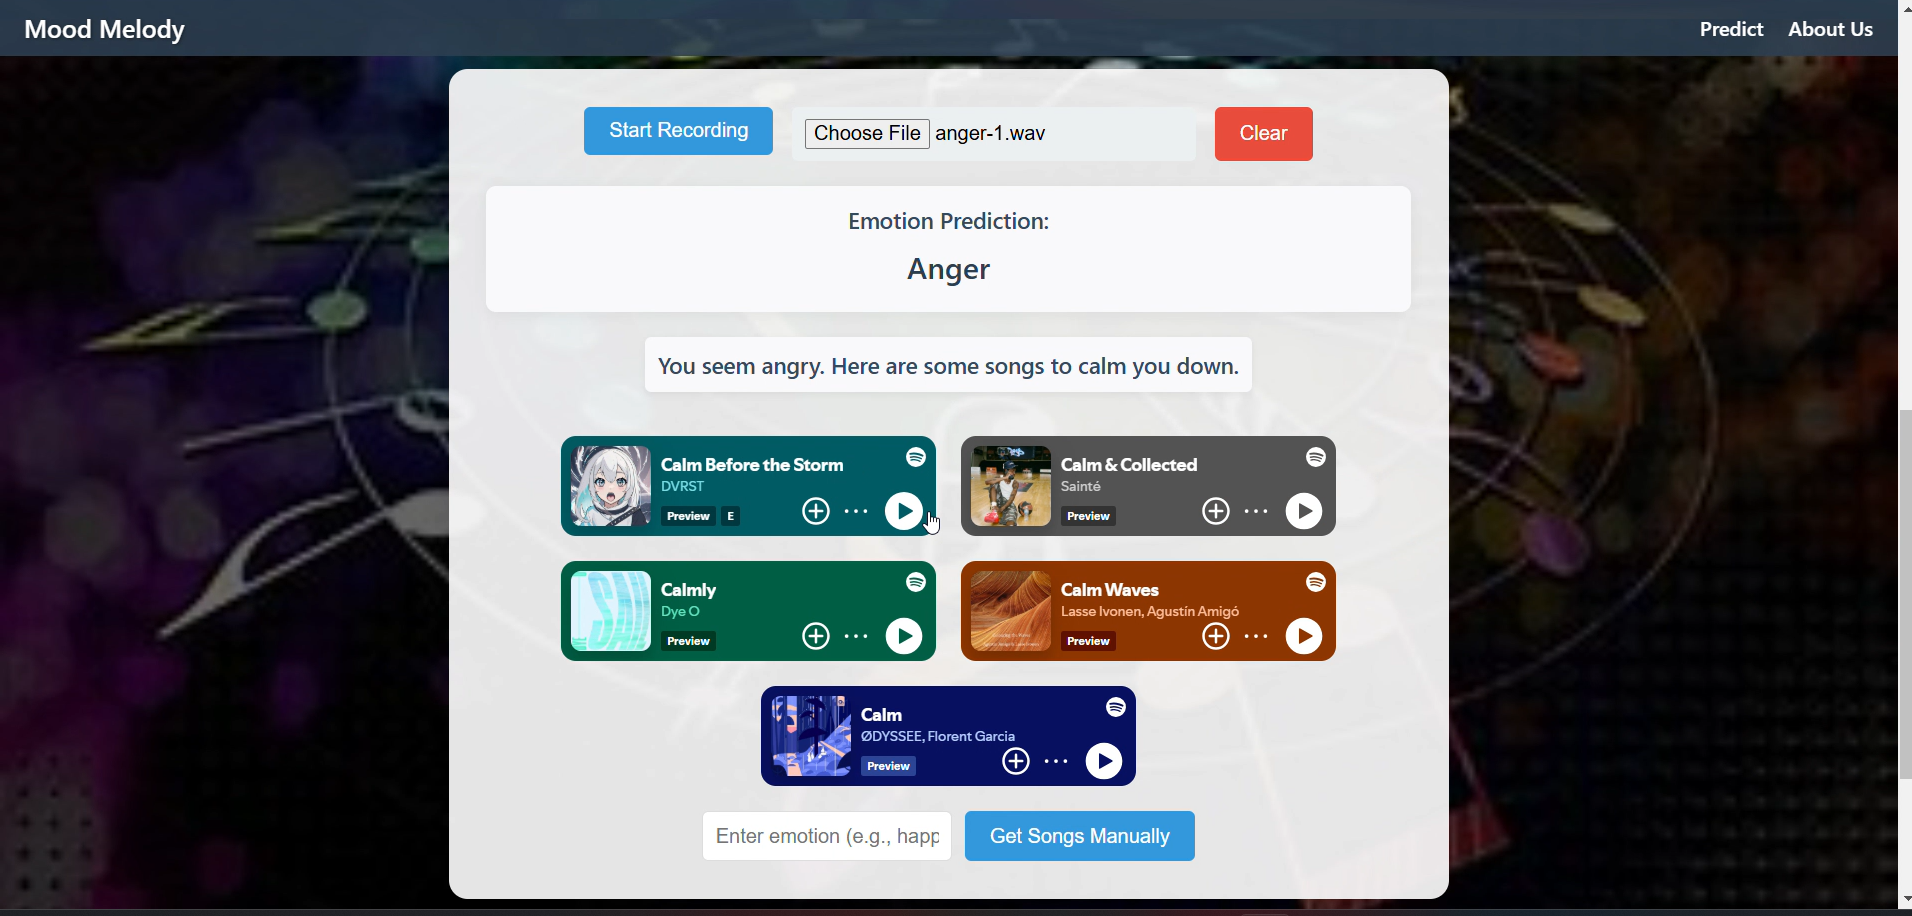 Mood Melody
Predict
About Us
Start Recording
Choose File anger-1.wav
Clear
Emotion Prediction:
Anger
You seem angry. Here are some songs to calm you down.
Calm Before the Storm
DVRST
Preview E
Calm & Collected
Sainté
Preview
Calmly
Dye O
Preview
Calm Waves
Lasse Ivonen, Agustín Amigó
Preview
Calm
ØDYSSEE, Florent Garcia
Preview
Enter emotion (e.g., happ
Get Songs Manually